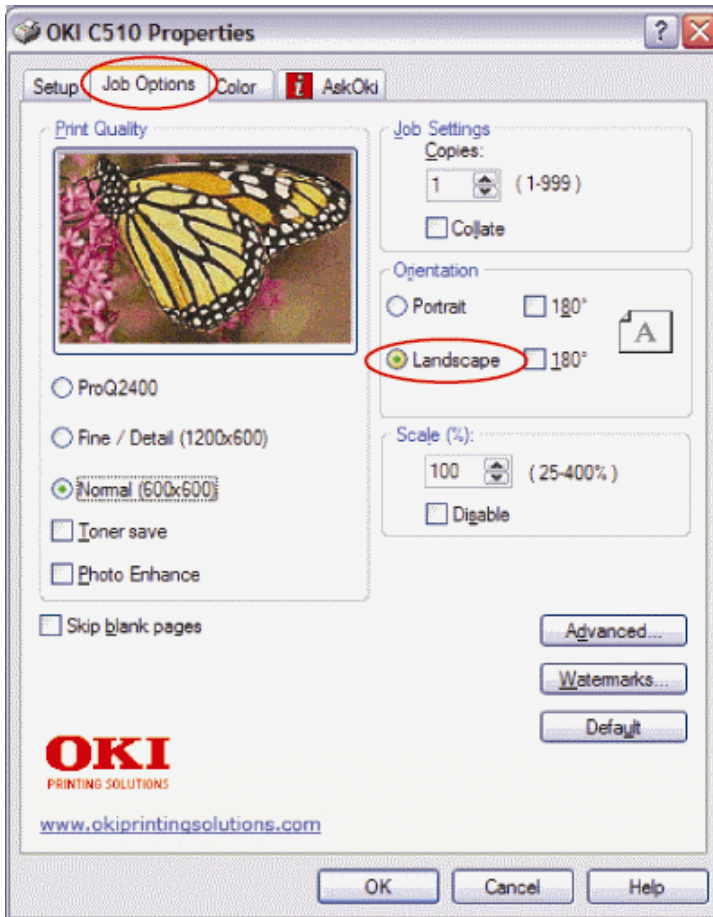 OKI C510 Properties
Setup
Job Options
Color
i AskOki
Print Quality
ProQ2400
Fine / Detail (1200x600)
Normal (600x600)
Toner save
Photo Enhance
Skip blank pages
Job Settings
Copies:
1 (1-999)
Collate
Orientation
Portrait 180°
A
Landscape 180°
Scale (%):
100 (25-400%)
Disable
Advanced...
Watermarks...
Default
OKI
PRINTING SOLUTIONS
www.okiprintingsolutions.com
OK Cancel Help